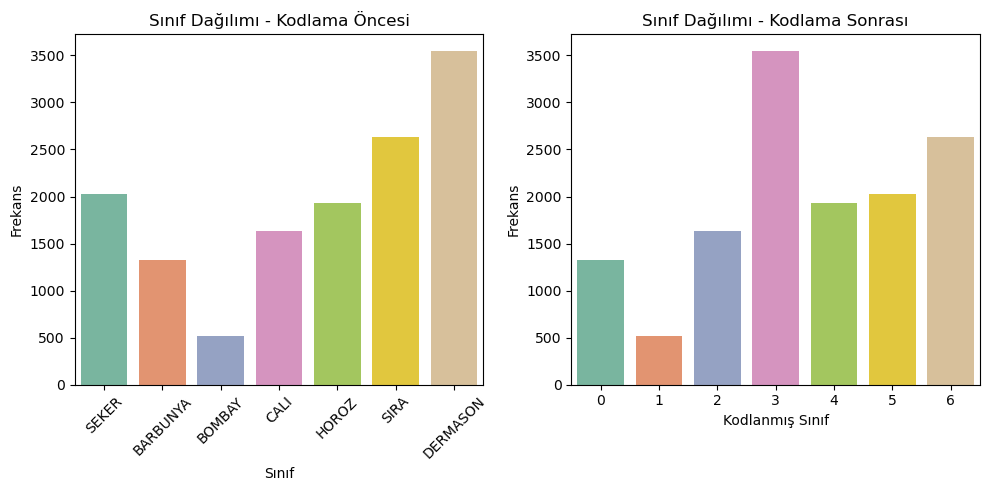 Sınıf Dağılımı - Kodlama Öncesi
3500
3000
2500
2000
1500
1000
500
0
Frekans
SEKER
BARBUNYA
BOMBAY
CALI
HOROZ
SIRA
DERMASON
Sınıf
Sınıf Dağılımı - Kodlama Sonrası
3500
3000
2500
2000
1500
1000
500
0
Frekans
0 1 2 3 4 5 6
Kodlanmış Sınıf